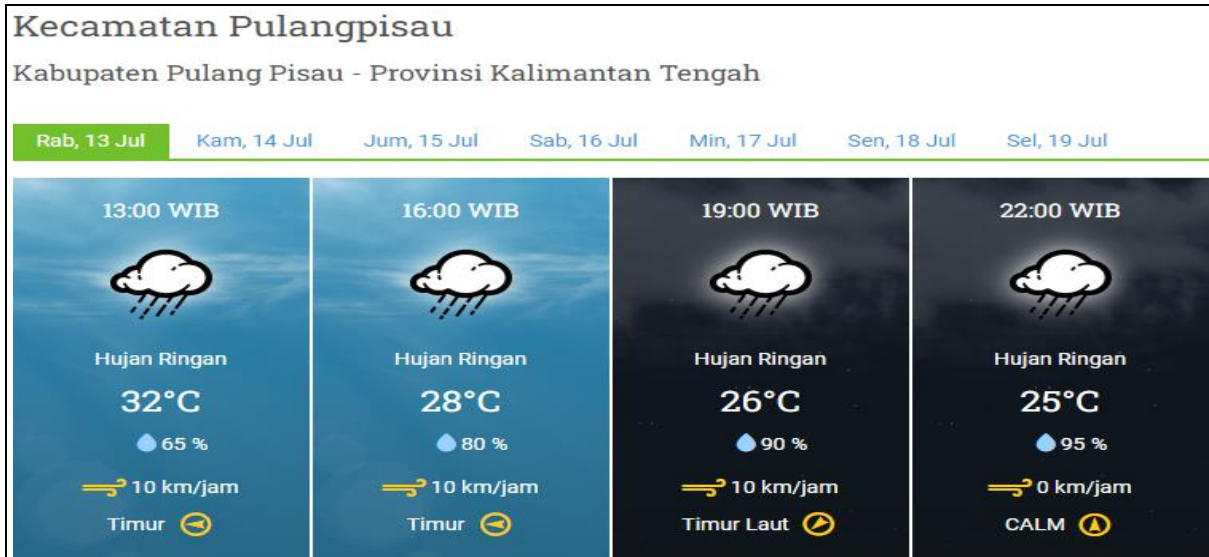 Kecamatan Pulangpisau
Kabupaten Pulang Pisau - Provinsi Kalimantan Tengah
Rab, 13 Jul Kam, 14 Jul Jum, 15 Jul Sab, 16 Jul Min, 17 Jul Sen, 18 Jul Sel, 19 Jul
13:00 WIB 16:00 WIB 19:00 WIB 22:00 WIB
Hujan Ringan Hujan Ringan Hujan Ringan Hujan Ringan
32°C 28°C 26°C 25°C
65 % 80 % 90 % 95 %
10 km/jam 10 km/jam 10 km/jam 0 km/jam
Timur Timur Timur Laut CALM